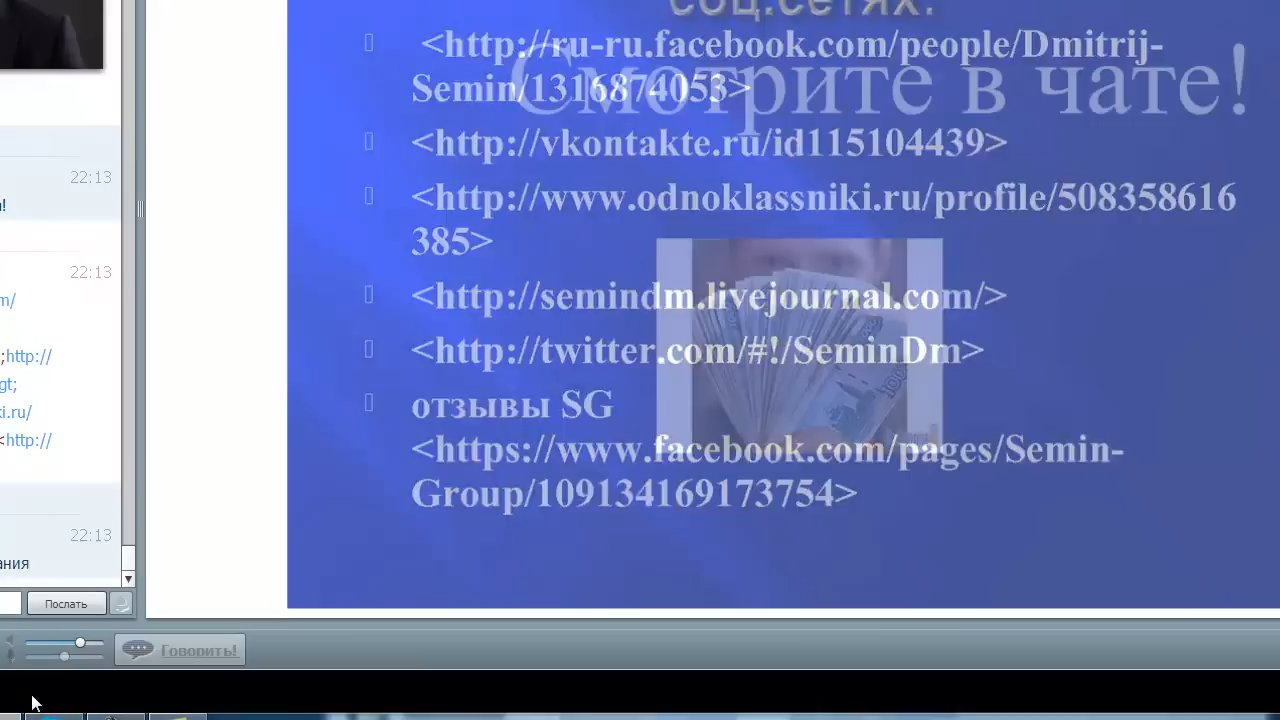 соц.сетях:
<http://ru-ru.facebook.com/people/Dmitrij-
Semin/1316874053>
Смотрите в чате!
<http://vkontakte.ru/id115104439>
<http://www.odnoklassniki.ru/profile/508358616
385>
<http://semindm.livejournal.com/>
<http://twitter.com/#!/SeminDm>
отзывы SG
<https://www.facebook.com/pages/Semin-
Group/109134169173754>
22:13
22:13
m/
;http://
gt;
ki.ru/
<http://
22:13
ания
Послать
Говорить!